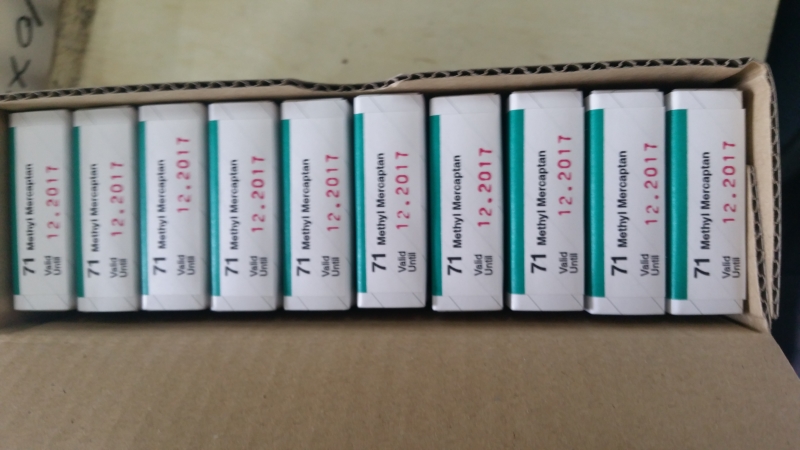 71 Methyl Mercaptan
Valid
Until
12.2017
71 Methyl Mercaptan
Valid
Until
12.2017
71 Methyl Mercaptan
Valid
Until
12.2017
71 Methyl Mercaptan
Valid
Until
12.2017
71 Methyl Mercaptan
Valid
Until
12.2017
71 Methyl Mercaptan
Valid
Until
12.2017
71 Methyl Mercaptan
Valid
Until
12.2017
71 Methyl Mercaptan
Valid
Until
12.2017
71 Methyl Mercaptan
Valid
Until
12.2017
71 Methyl Mercaptan
Valid
Until
12.2017